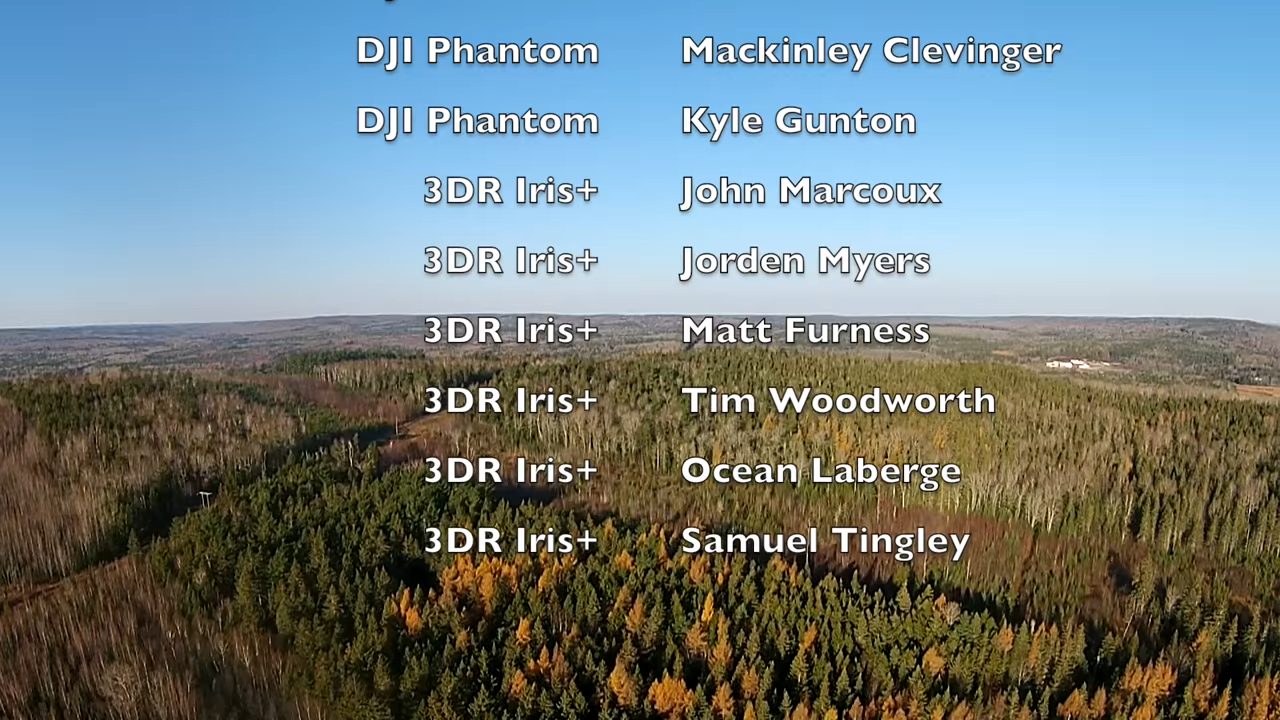 DJI Phantom Mackinley Clevinger
DJI Phantom Kyle Gunton
3DR Iris+ John Marcoux
3DR Iris+ Jorden Myers
3DR Iris+ Matt Furness
3DR Iris+ Tim Woodworth
3DR Iris+ Ocean Laberge
3DR Iris+ Samuel Tingley